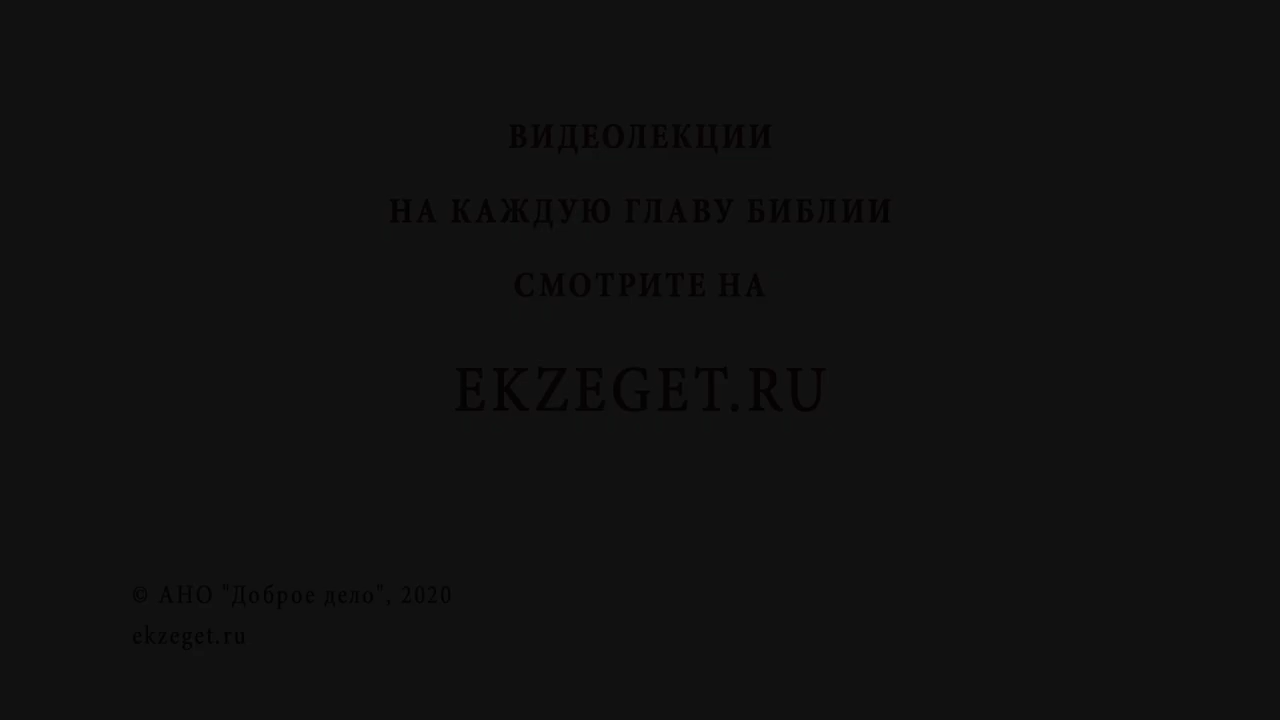 ВИДЕОЛЕКЦИИ
НА КАЖДУЮ ГЛАВУ БИБЛИИ
СМОТРИТЕ НА
EKZEGET.RU
© АНО "Доброе дело", 2020
ekzeget.ru